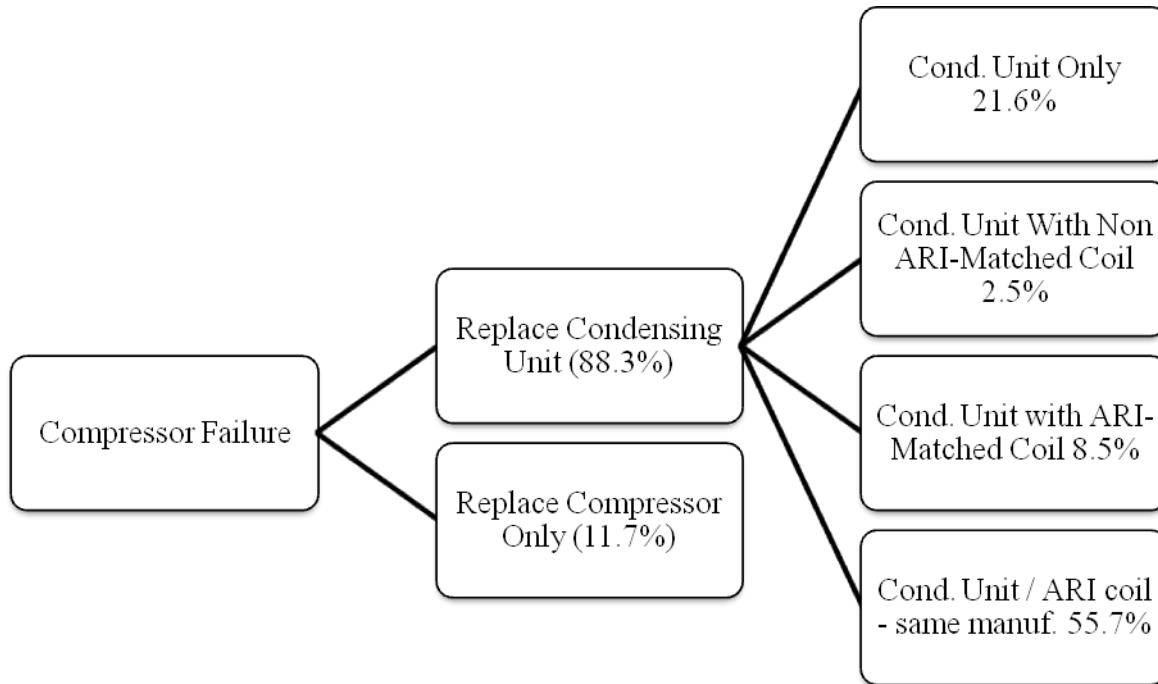 Compressor Failure
Replace Condensing
Unit (88.3%)
Replace Compressor
Only (11.7%)
Cond. Unit Only
21.6%
Cond. Unit With Non
ARI-Matched Coil
2.5%
Cond. Unit with ARI-
Matched Coil 8.5%
Cond. Unit / ARI coil
- same manuf. 55.7%